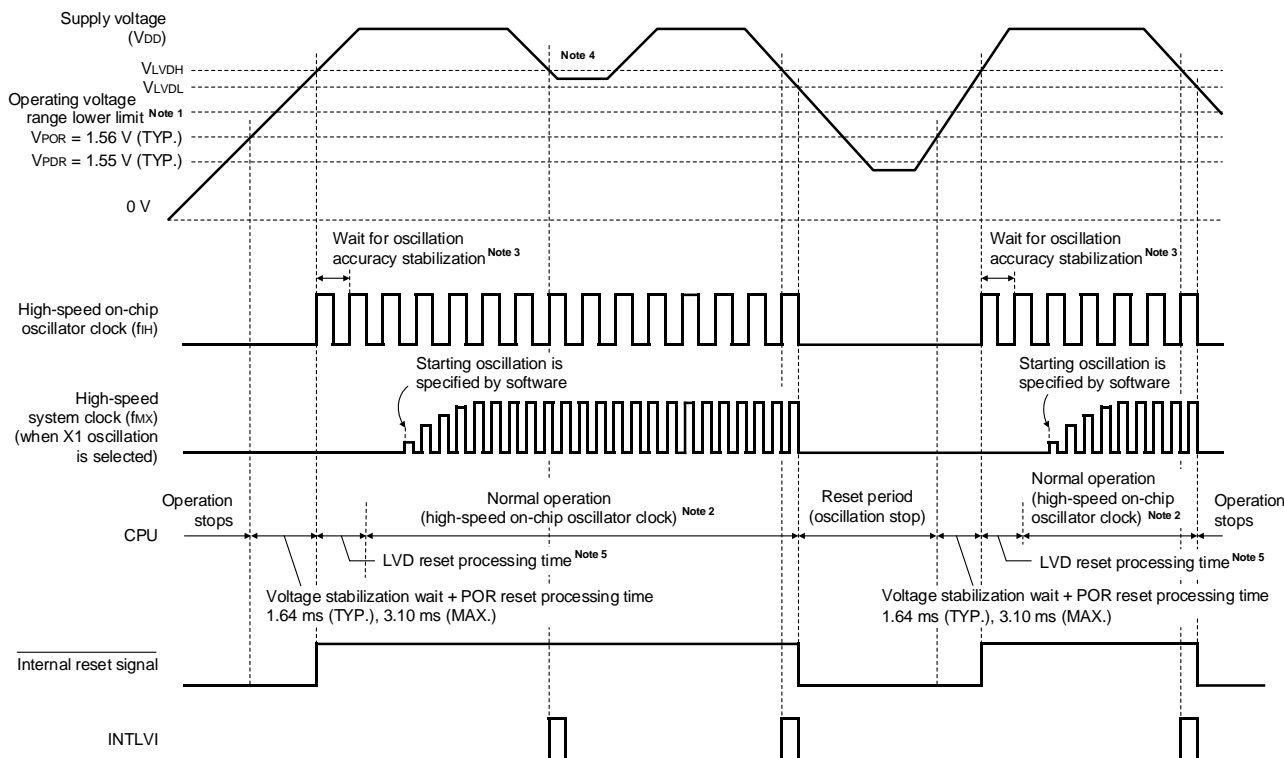 Supply voltage
(VDD)
Note 4
VLVDH
VLVDL
Operating voltage
range lower limit Note 1
VPOR = 1.56 V (TYP.)
VPDR = 1.55 V (TYP.)
0 V
Wait for oscillation
accuracy stabilization Note 3
Wait for oscillation
accuracy stabilization Note 3
High-speed on-chip
oscillator clock (fIH)
Starting oscillation is
specified by software
Starting oscillation is
specified by software
High-speed
system clock (fMX)
(when X1 oscillation
is selected)
CPU
Operation
stops
Normal operation
(high-speed on-chip oscillator clock) Note 2
Reset period
(oscillation stop)
Normal operation
(high-speed on-chip
oscillator clock) Note 2
Operation
stops
LVD reset processing time Note 5
LVD reset processing time Note 5
Voltage stabilization wait + POR reset processing time
1.64 ms (TYP.), 3.10 ms (MAX.)
Voltage stabilization wait + POR reset processing time
1.64 ms (TYP.), 3.10 ms (MAX.)
Internal reset signal
INTLVI